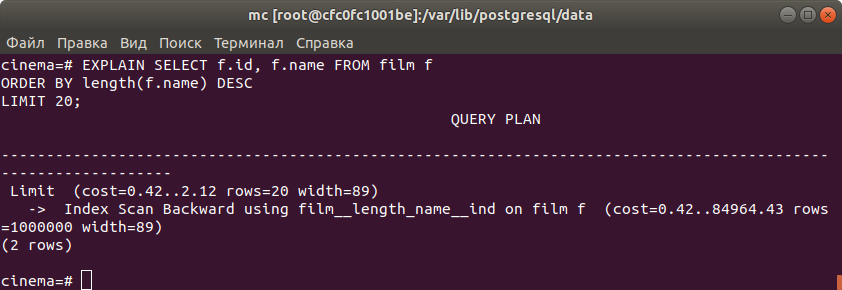 mc [root@cfc0fc1001be]:/var/lib/postgresql/data
Файл Правка Вид Поиск Терминал Справка
cinema=# EXPLAIN SELECT f.id, f.name FROM film f
ORDER BY length(f.name) DESC
LIMIT 20;
QUERY PLAN
--------------------------------------------------------------------------------------------
-------------------
Limit (cost=0.42..2.12 rows=20 width=89)
-> Index Scan Backward using film__length_name__ind on film f (cost=0.42..84964.43 rows
=1000000 width=89)
(2 rows)
cinema=#